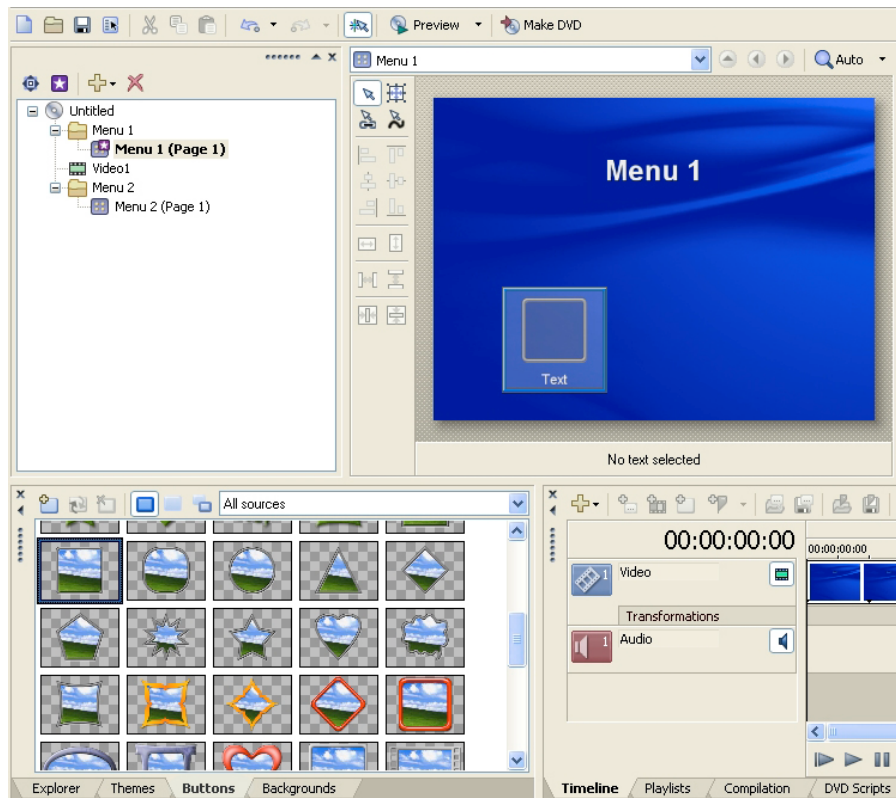 Preview
Make DVD
Menu 1
Auto
Untitled
Menu 1
Menu 1 (Page 1)
Video1
Menu 2
Menu 2 (Page 1)
Menu 1
Text
No text selected
All sources
00:00:00:00
00:00:00;00
1
Video
Transformations
1
Audio
Explorer
Themes
Buttons
Backgrounds
Timeline
Playlists
Compilation
DVD Scripts